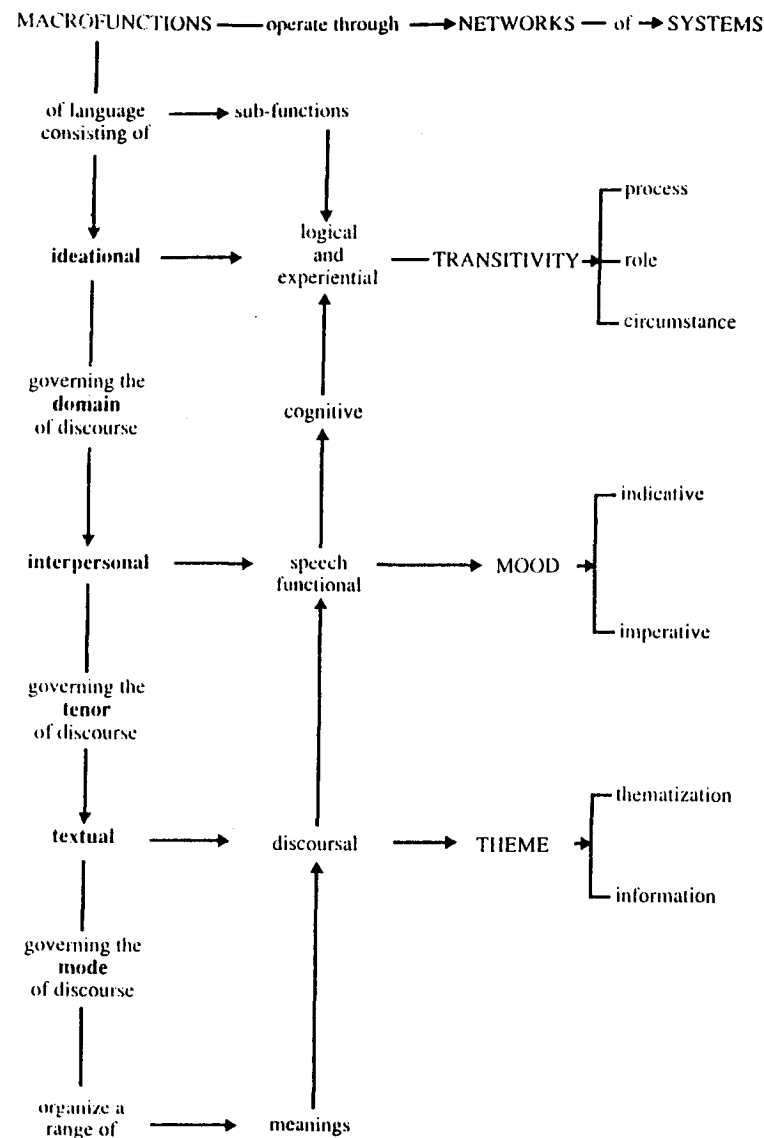 MACROFUNCTIONS operate through NETWORKS of SYSTEMS
of language
consisting of
sub-functions
process
logical
and
experiential
ideational
TRANSITIVITY
role
circumstance
governing the
domain
of discourse
cognitive
indicative
interpersonal
speech
functional
MOOD
imperative
governing the
tenor
of discourse
thematization
textual
discoursal
THEME
information
governing the
mode
of discourse
organize a
range of
meanings